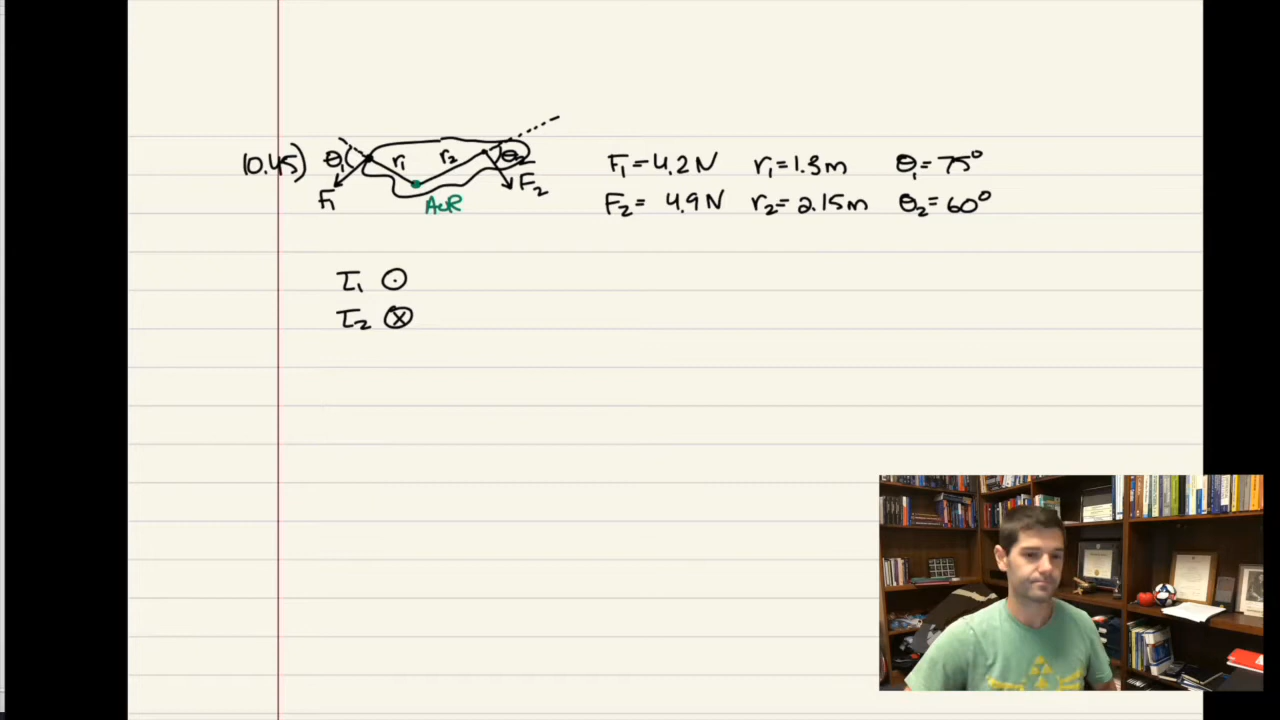 10.45) θ₁ r₁ r₂ θ₂ F₁ = 4.2 N r₁ = 1.3 m θ₁ = 75°
F₁ AoR F₂ F₂ = 4.9 N r₂ = 2.15 m θ₂ = 60°
τ₁ ⊙
τ₂ ⊗